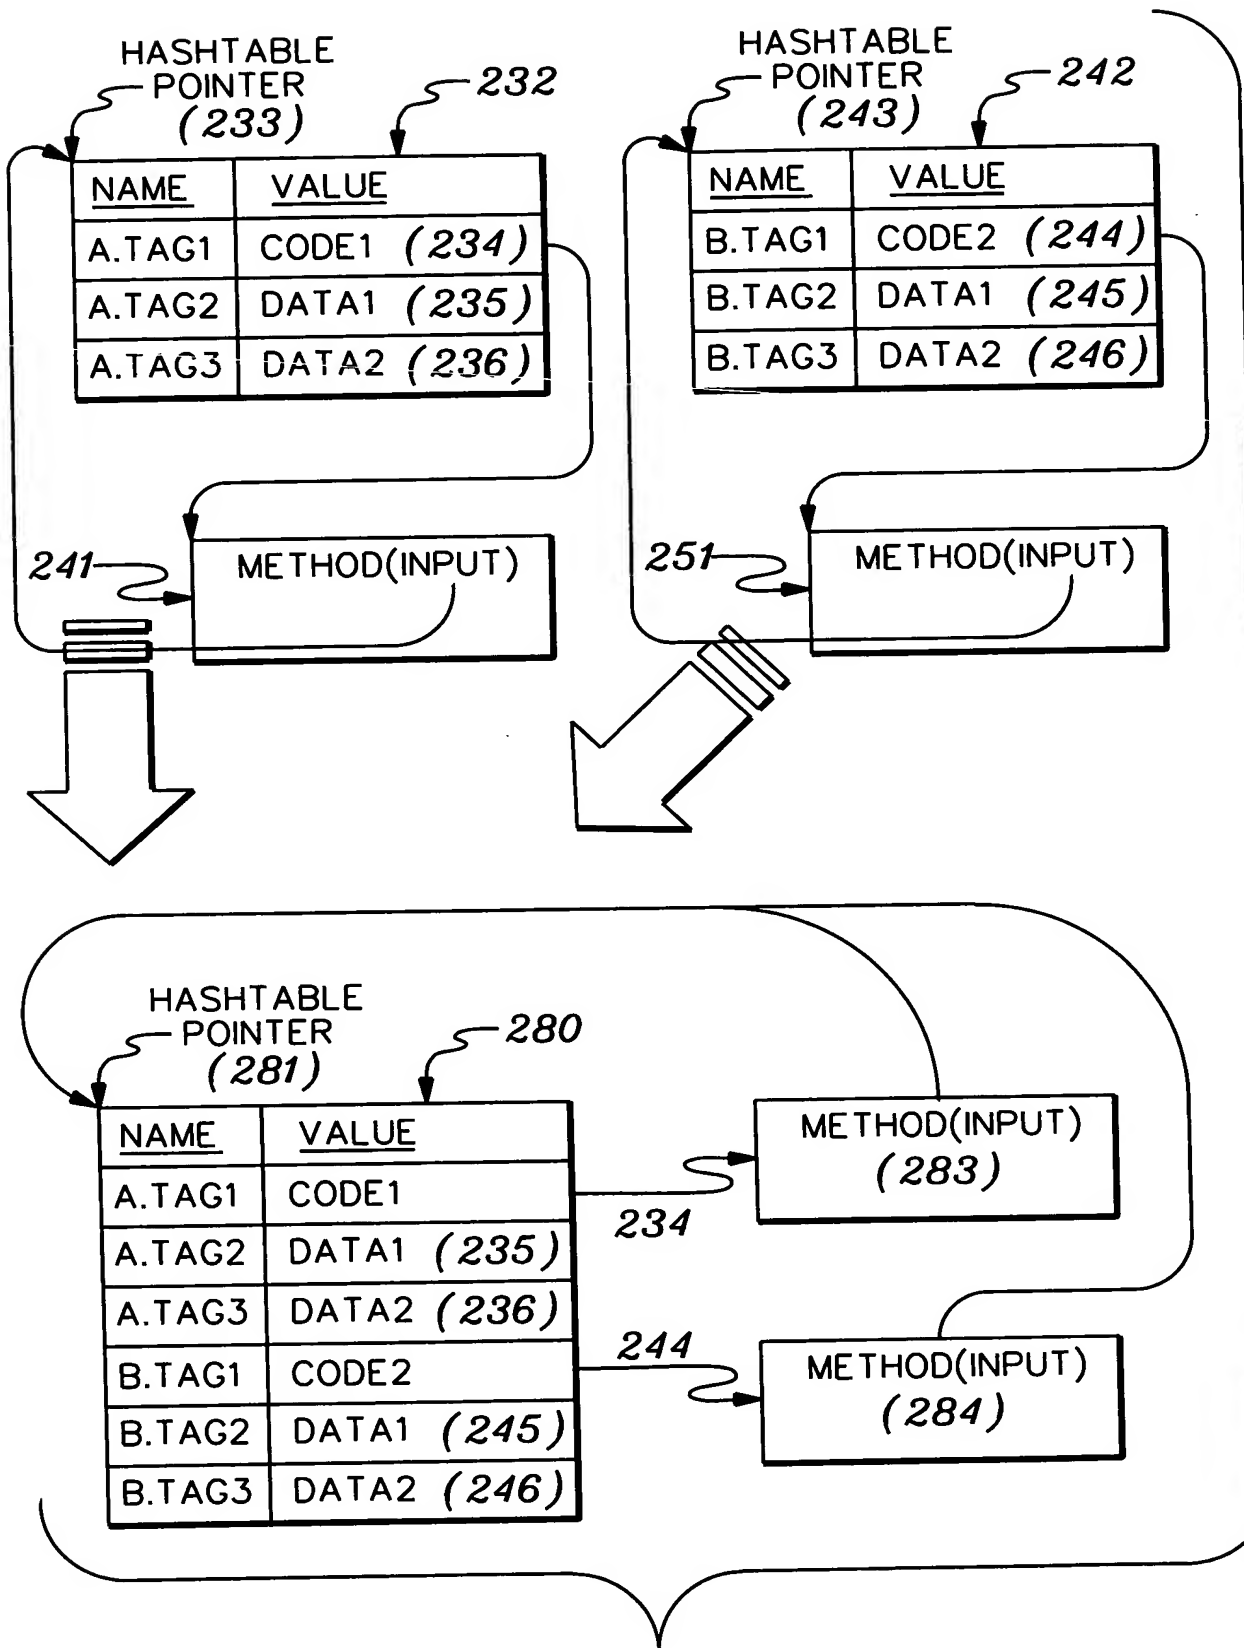 HASHTABLE
POINTER
(233)
232
NAME VALUE
A.TAG1 CODE1 (234)
A.TAG2 DATA1 (235)
A.TAG3 DATA2 (236)
241
METHOD(INPUT)
HASHTABLE
POINTER
(243)
242
NAME VALUE
B.TAG1 CODE2 (244)
B.TAG2 DATA1 (245)
B.TAG3 DATA2 (246)
251
METHOD(INPUT)
HASHTABLE
POINTER
(281)
280
NAME VALUE
A.TAG1 CODE1
A.TAG2 DATA1 (235)
A.TAG3 DATA2 (236)
B.TAG1 CODE2
B.TAG2 DATA1 (245)
B.TAG3 DATA2 (246)
234
METHOD(INPUT)
(283)
244
METHOD(INPUT)
(284)